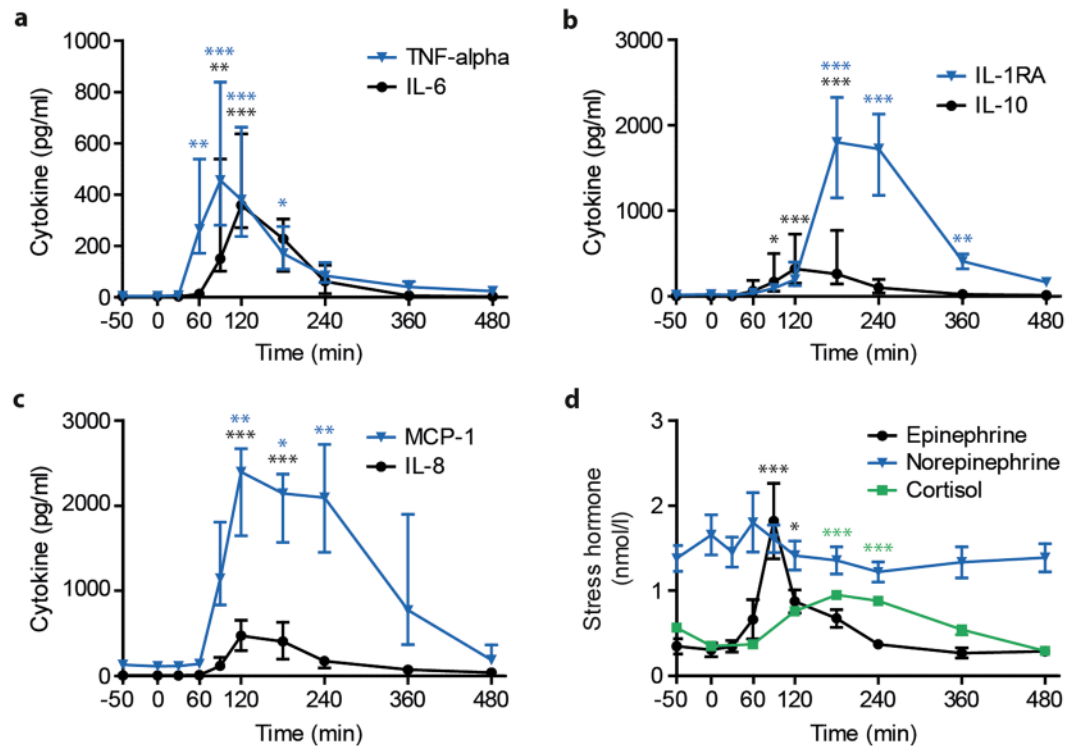 a
1000
800
600
400
200
0
Cytokine (pg/ml)
***
**
***
***
**
*
TNF-alpha
IL-6
-50 0 60 120 240 360 480
Time (min)
b
3000
2000
1000
0
Cytokine (pg/ml)
***
***
***
***
*
**
IL-1RA
IL-10
-50 0 60 120 240 360 480
Time (min)
c
3000
2000
1000
0
Cytokine (pg/ml)
**
***
*
***
**
MCP-1
IL-8
-50 0 60 120 240 360 480
Time (min)
d
3
2
1
0
Stress hormone
(nmol/l)
***
*
***
***
Epinephrine
Norepinephrine
Cortisol
-50 0 60 120 240 360 480
Time (min)